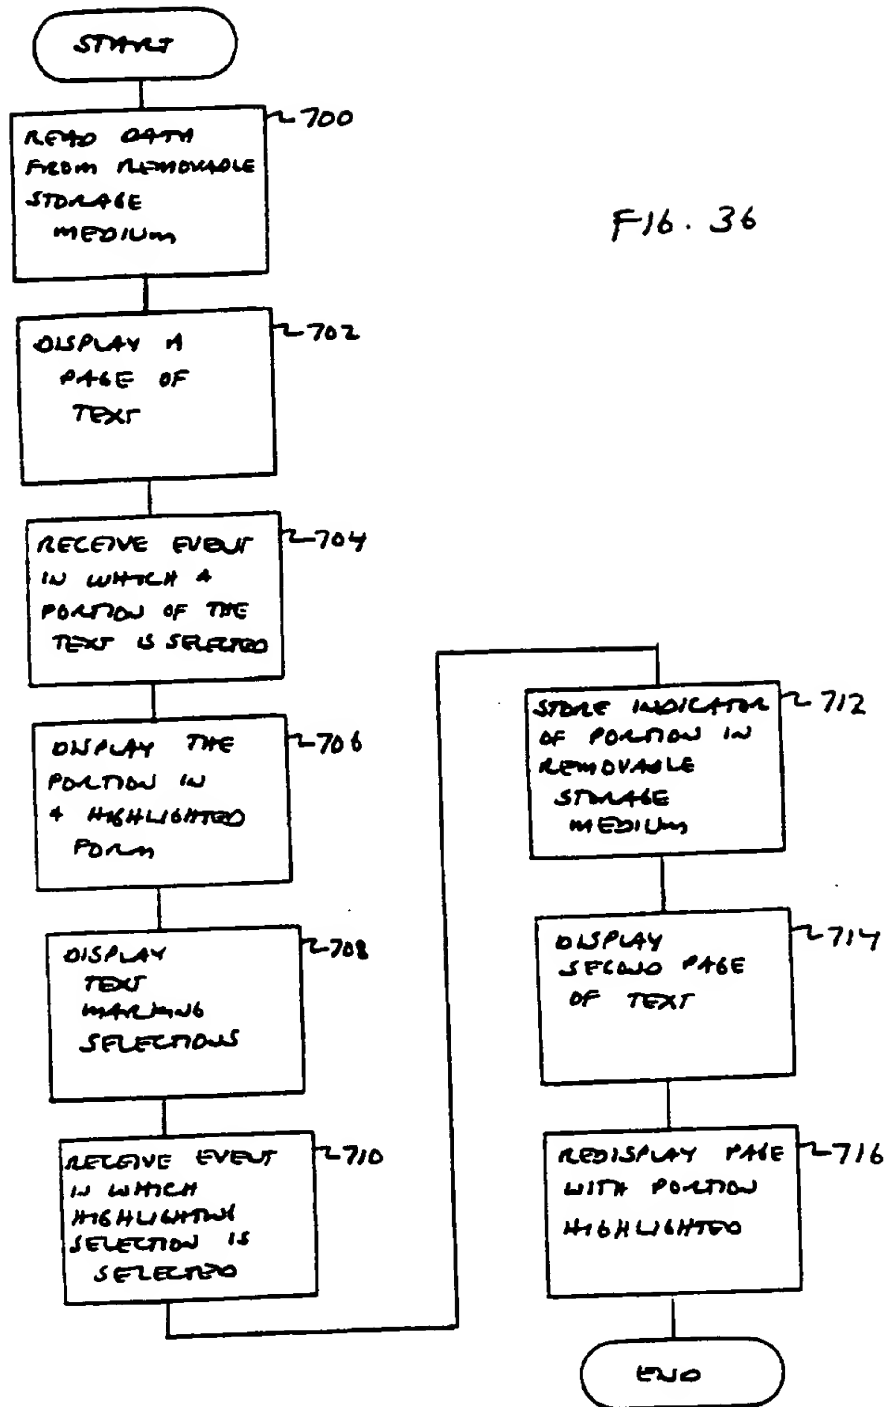 START
700
READ DATA
FROM REMOVABLE
STORAGE
MEDIUM
FIG. 36
702
DISPLAY A
PAGE OF
TEXT
704
RECEIVE EVENT
IN WHICH A
PORTION OF THE
TEXT IS SELECTED
706
DISPLAY THE
PORTION IN
A HIGHLIGHTED
FORM
708
DISPLAY
TEXT
MARKING
SELECTIONS
710
RECEIVE EVENT
IN WHICH
HIGHLIGHTING
SELECTION IS
SELECTED
712
STORE INDICATOR
OF PORTION IN
REMOVABLE
STORAGE
MEDIUM
714
DISPLAY
SECOND PAGE
OF TEXT
716
REDISPLAY PAGE
WITH PORTION
HIGHLIGHTED
END